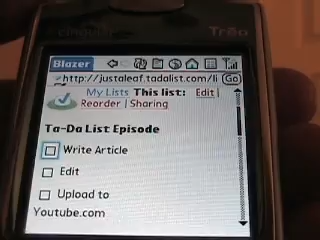 Treo
Blazer
http://justaleaf.tadalist.com/li Go
My Lists This list: Edit |
Reorder | Sharing
Ta-Da List Episode
Write Article
Edit
Upload to
Youtube.com